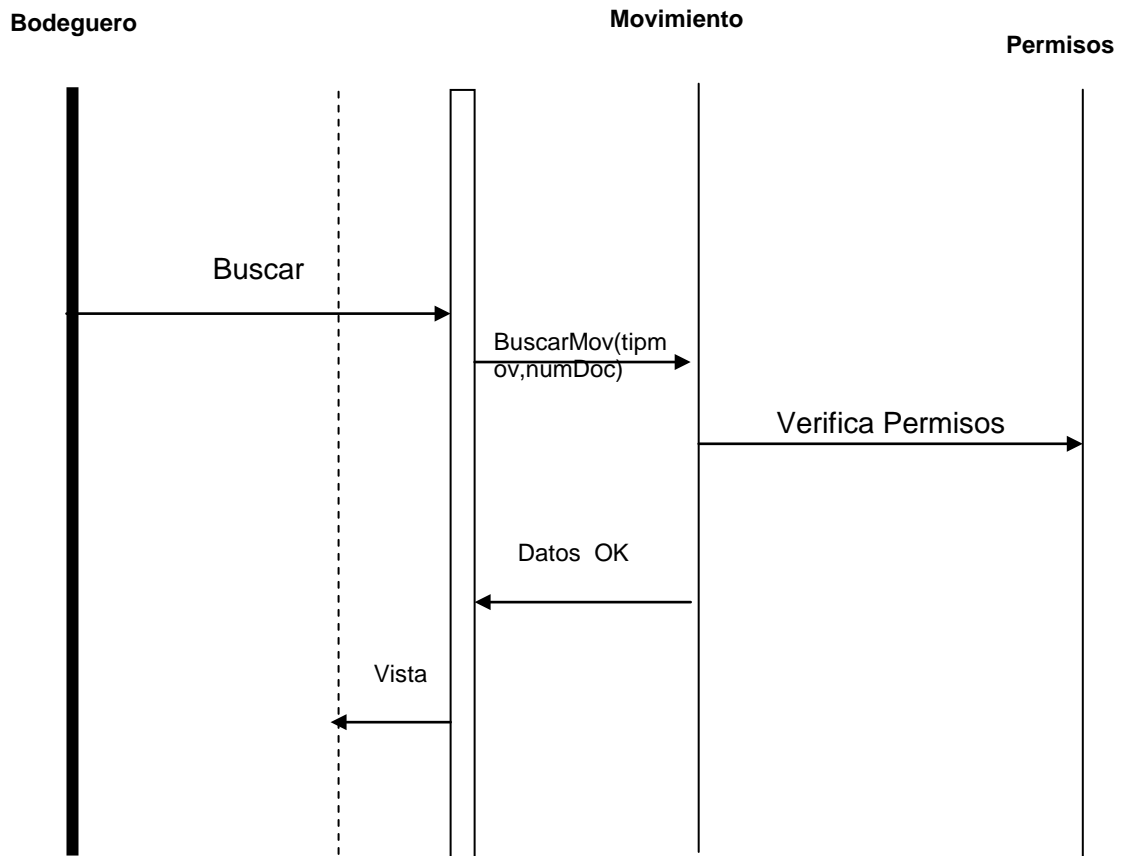 Bodeguero
Movimiento
Permisos
Buscar
BuscarMov(tipm
ov,numDoc)
Verifica Permisos
Datos  OK
Vista